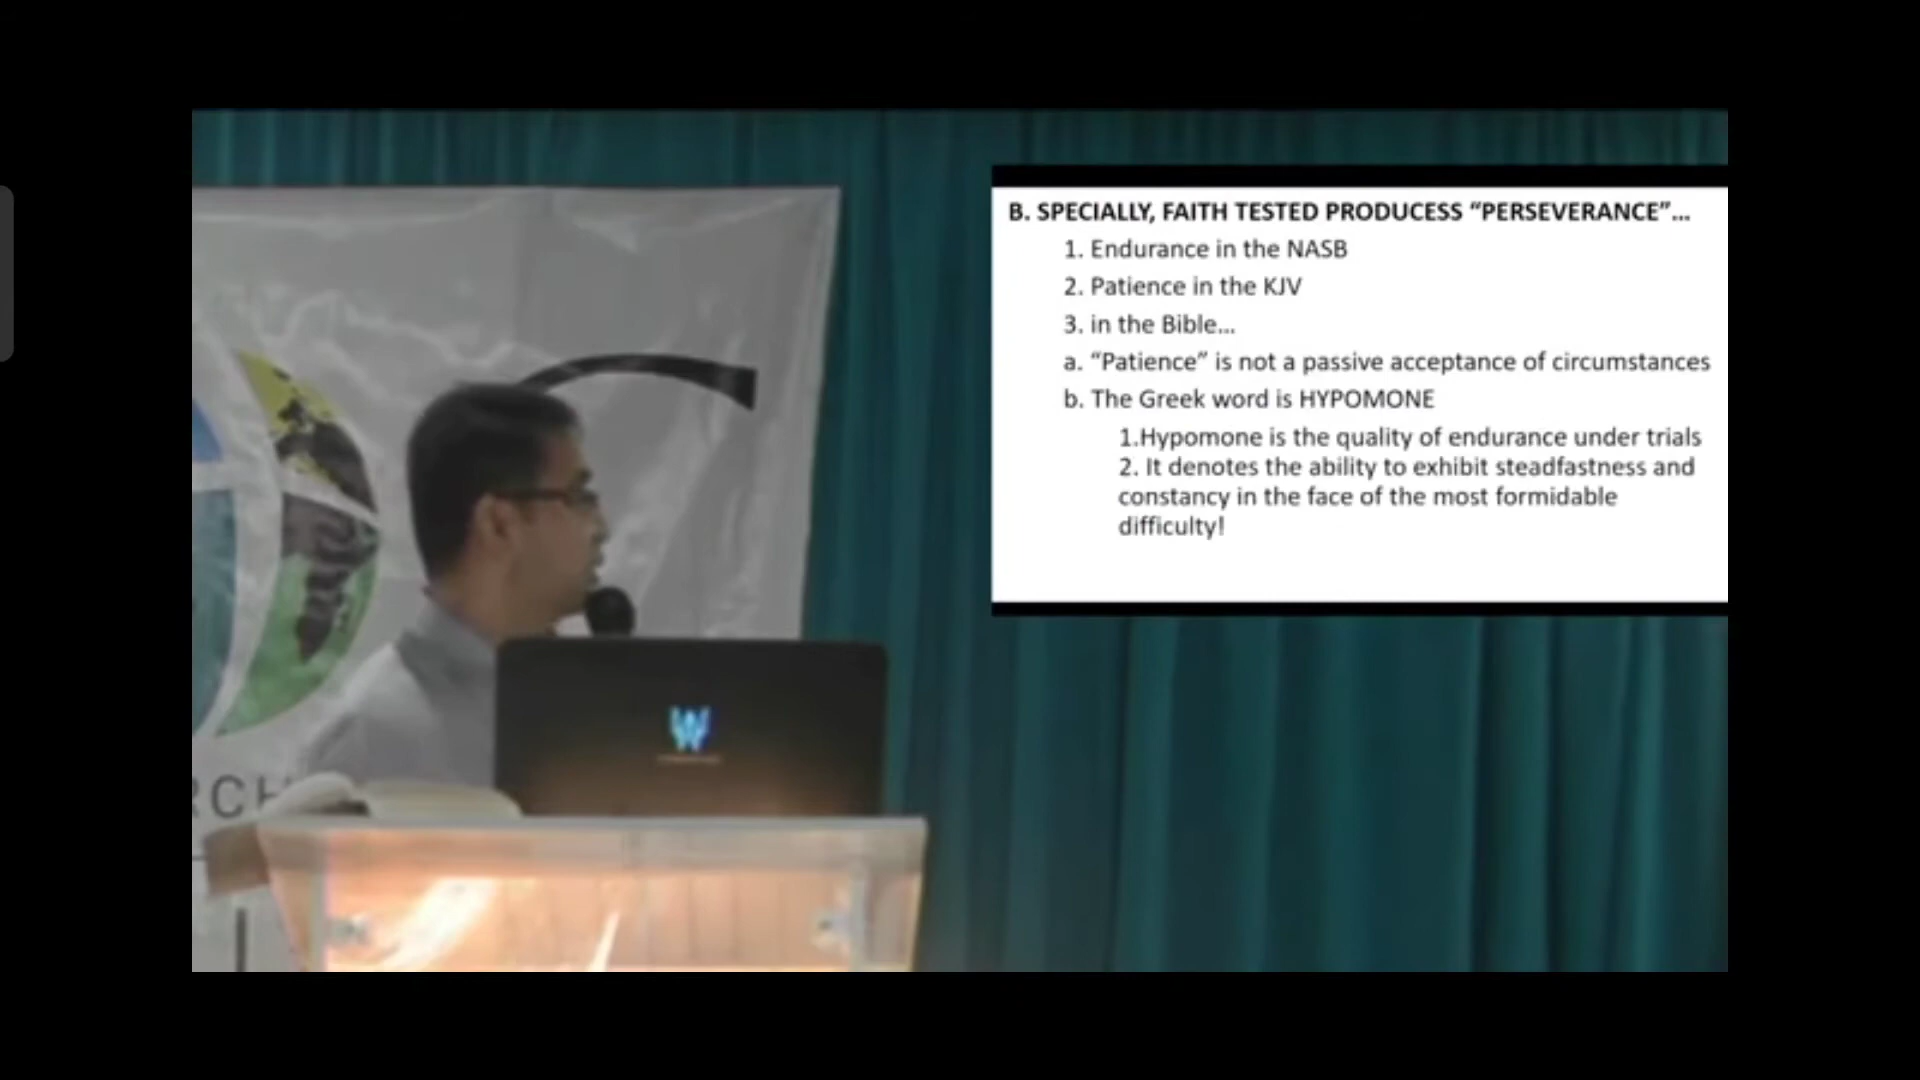 B. SPECIALLY, FAITH TESTED PRODUCESS “PERSEVERANCE”...
1. Endurance in the NASB
2. Patience in the KJV
3. in the Bible...
a. “Patience” is not a passive acceptance of circumstances
b. The Greek word is HYPOMONE
1.Hypomone is the quality of endurance under trials
2. It denotes the ability to exhibit steadfastness and
constancy in the face of the most formidable
difficulty!
RCH
W